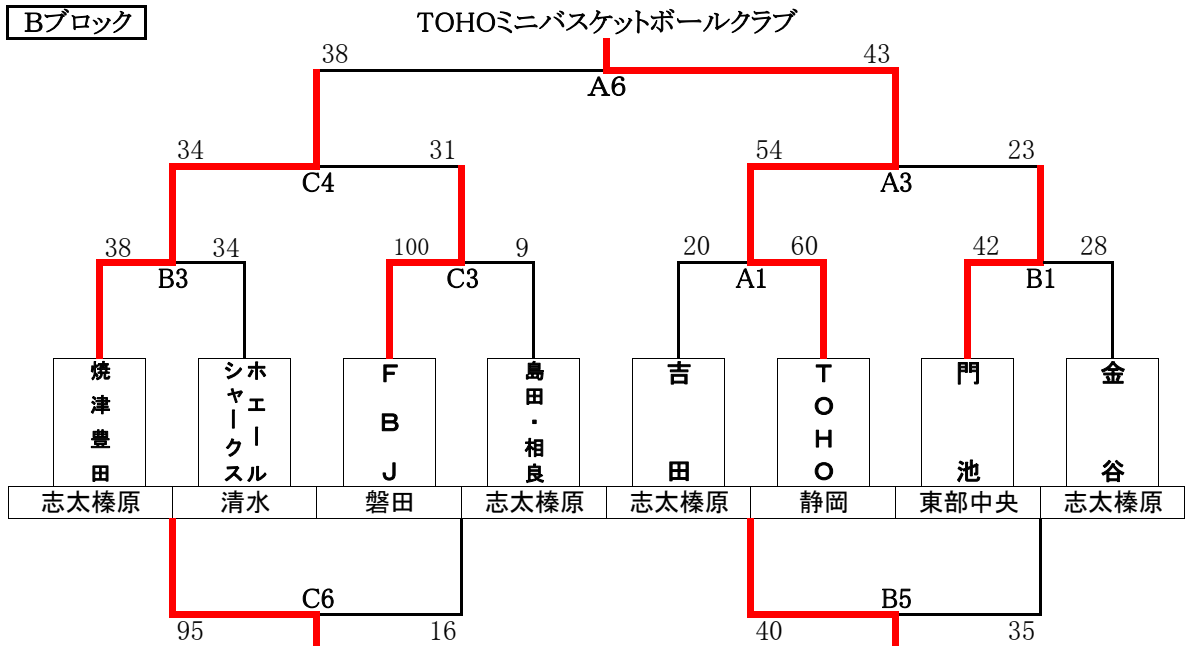 Bブロック
TOHOミニバスケットボールクラブ
38 43
A6
34 31 54 23
C4 A3
38 34 100 9 20 60 42 28
B3 C3 A1 B1
焼津豊田
ホエールシャークス
FBJ
島田・相良
吉田
TOHO
門池
金谷
志太榛原 清水 磐田 志太榛原 志太榛原 静岡 東部中央 志太榛原
C6 B5
95 16 40 35